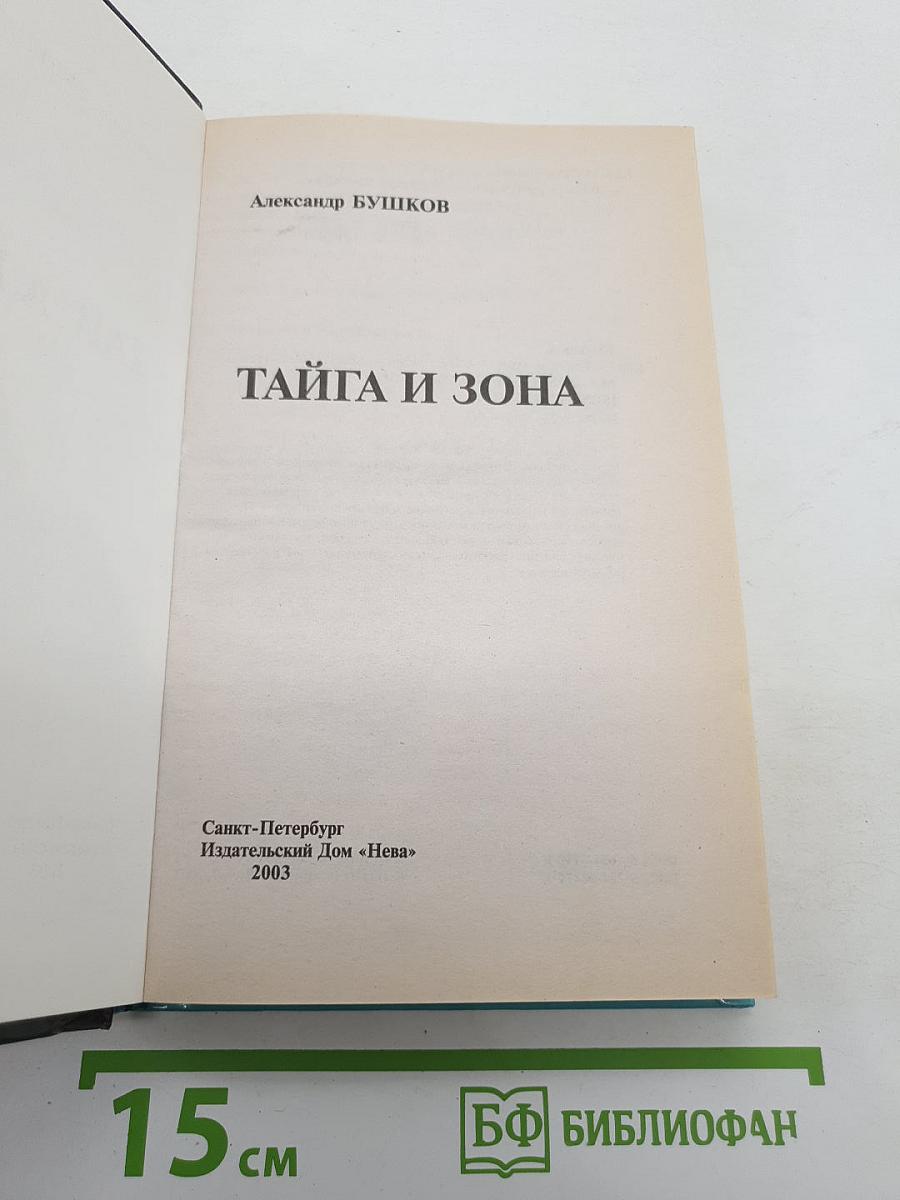 Александр БУШКОВ
ТАЙГА И ЗОНА
Санкт-Петербург
Издательский Дом «Нева»
2003
15 см
БФ БИБЛИОФАН